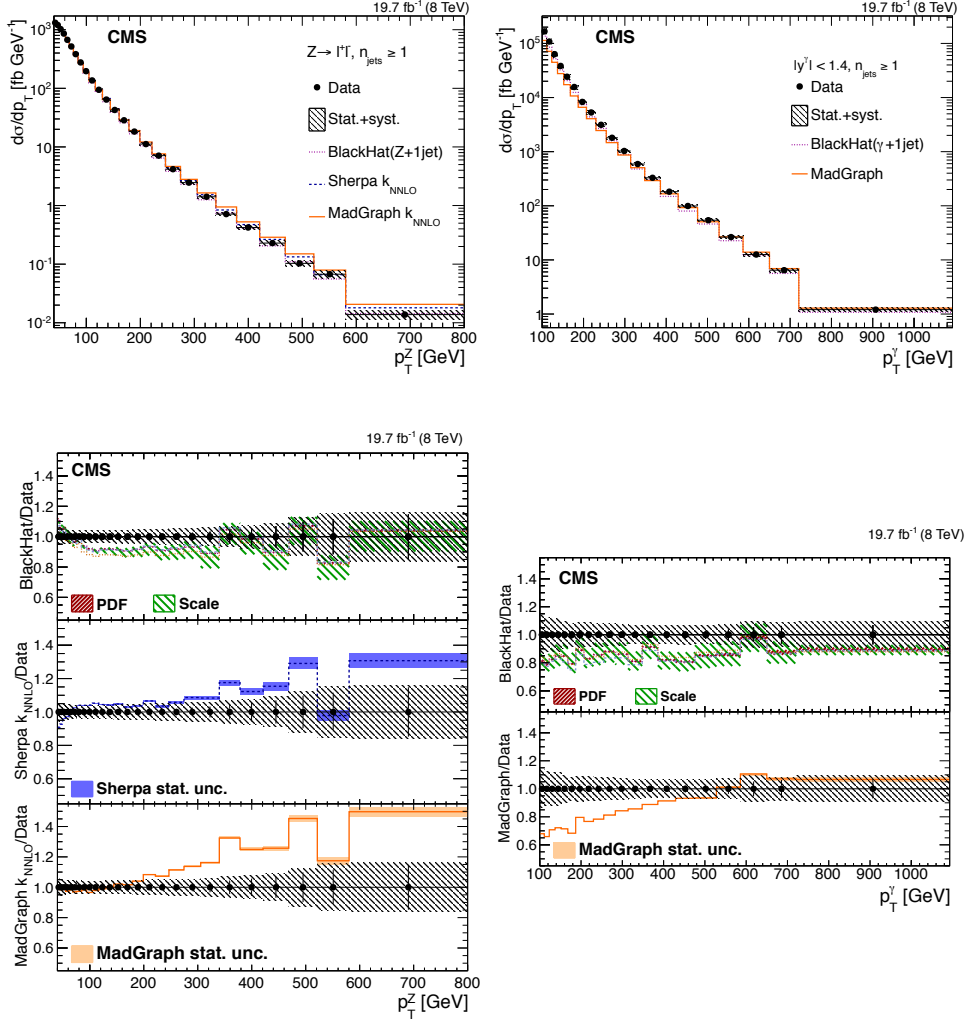 19.7 fb⁻¹ (8 TeV)
dσ/dp_T [fb GeV⁻¹]
10³
10²
10
1
10⁻¹
10⁻²
CMS
Z→ l⁺l⁻, n_jets ≥ 1
Data
Stat.+syst.
BlackHat(Z+1jet)
Sherpa k_NNLO
MadGraph k_NNLO
100 200 300 400 500 600 700 800
p_T^Z [GeV]
19.7 fb⁻¹ (8 TeV)
dσ/dp_T [fb GeV⁻¹]
10⁵
10⁴
10³
10²
10
1
CMS
|y^γ| < 1.4, n_jets ≥ 1
Data
Stat.+syst.
BlackHat(γ+1jet)
MadGraph
100 200 300 400 500 600 700 800 900 1000
p_T^γ [GeV]
19.7 fb⁻¹ (8 TeV)
CMS
BlackHat/Data
1.4
1.2
1.0
0.8
0.6
PDF Scale
Sherpa k_NNLO/Data
1.4
1.2
1.0
0.8
0.6
Sherpa stat. unc.
MadGraph k_NNLO/Data
1.4
1.2
1.0
0.8
0.6
MadGraph stat. unc.
100 200 300 400 500 600 700 800
p_T^Z [GeV]
19.7 fb⁻¹ (8 TeV)
CMS
BlackHat/Data
1.4
1.2
1.0
0.8
0.6
PDF Scale
MadGraph/Data
1.4
1.2
1.0
0.8
0.6
MadGraph stat. unc.
100 200 300 400 500 600 700 800 900 1000
p_T^γ [GeV]